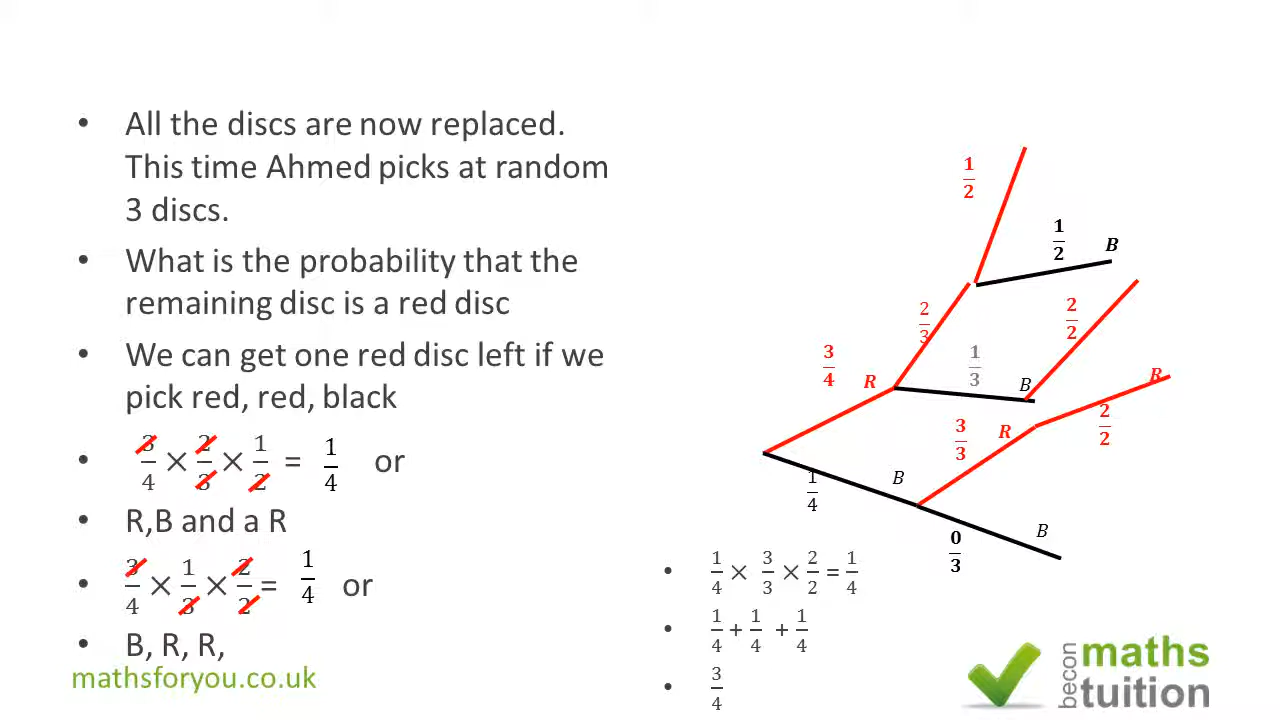 • All the discs are now replaced.
This time Ahmed picks at random
3 discs.
• What is the probability that the
remaining disc is a red disc
• We can get one red disc left if we
pick red, red, black
• 3/4 × 2/3 × 1/2 = 1/4 or
• R,B and a R
• 3/4 × 1/3 × 2/2 = 1/4 or
• B, R, R,
mathsforyou.co.uk
1/2
1/2 B
2/3
2/2
3/4 R
1/3 B
R
3/3 R
2/2
1/4 B
0/3 B
• 1/4 × 3/3 × 2/2 = 1/4
• 1/4 + 1/4 + 1/4
• 3/4
becon
maths
tuition